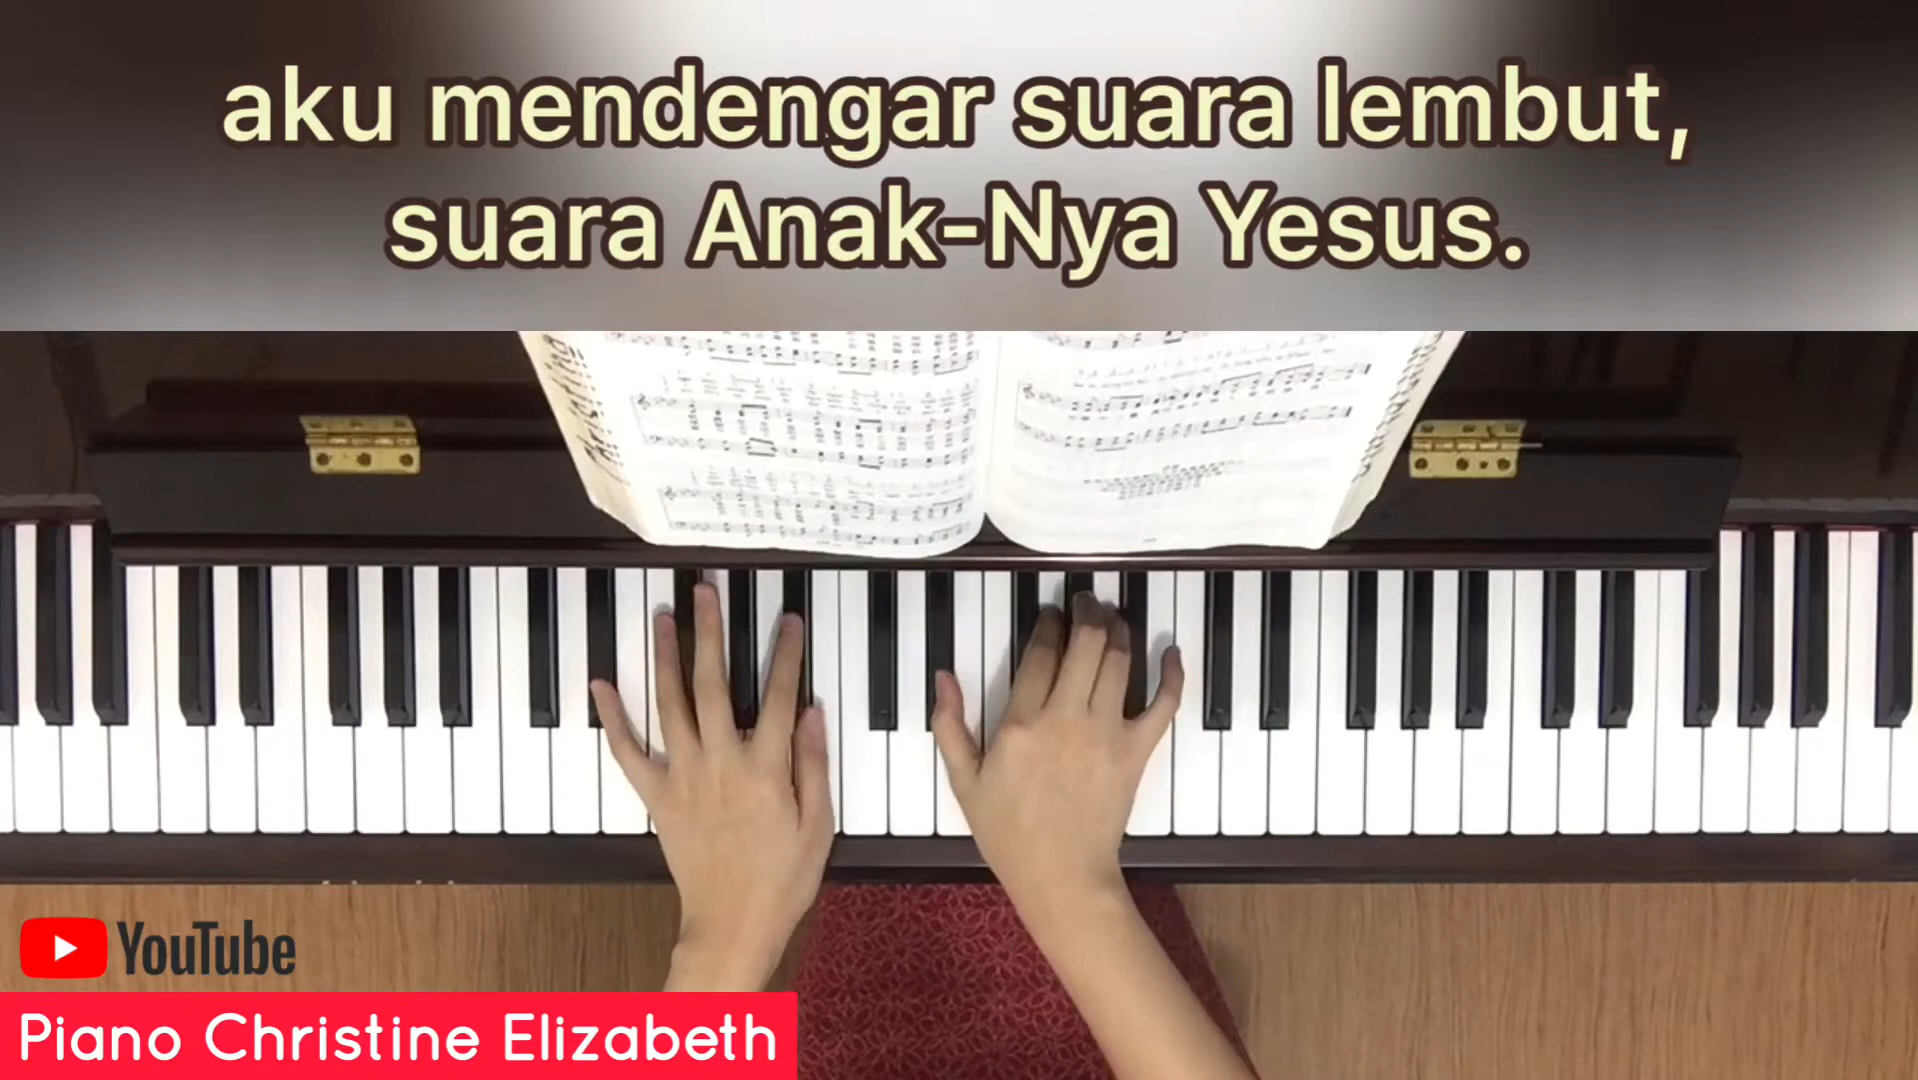 aku mendengar suara lembut,
suara Anak-Nya Yesus.
YouTube
Piano Christine Elizabeth